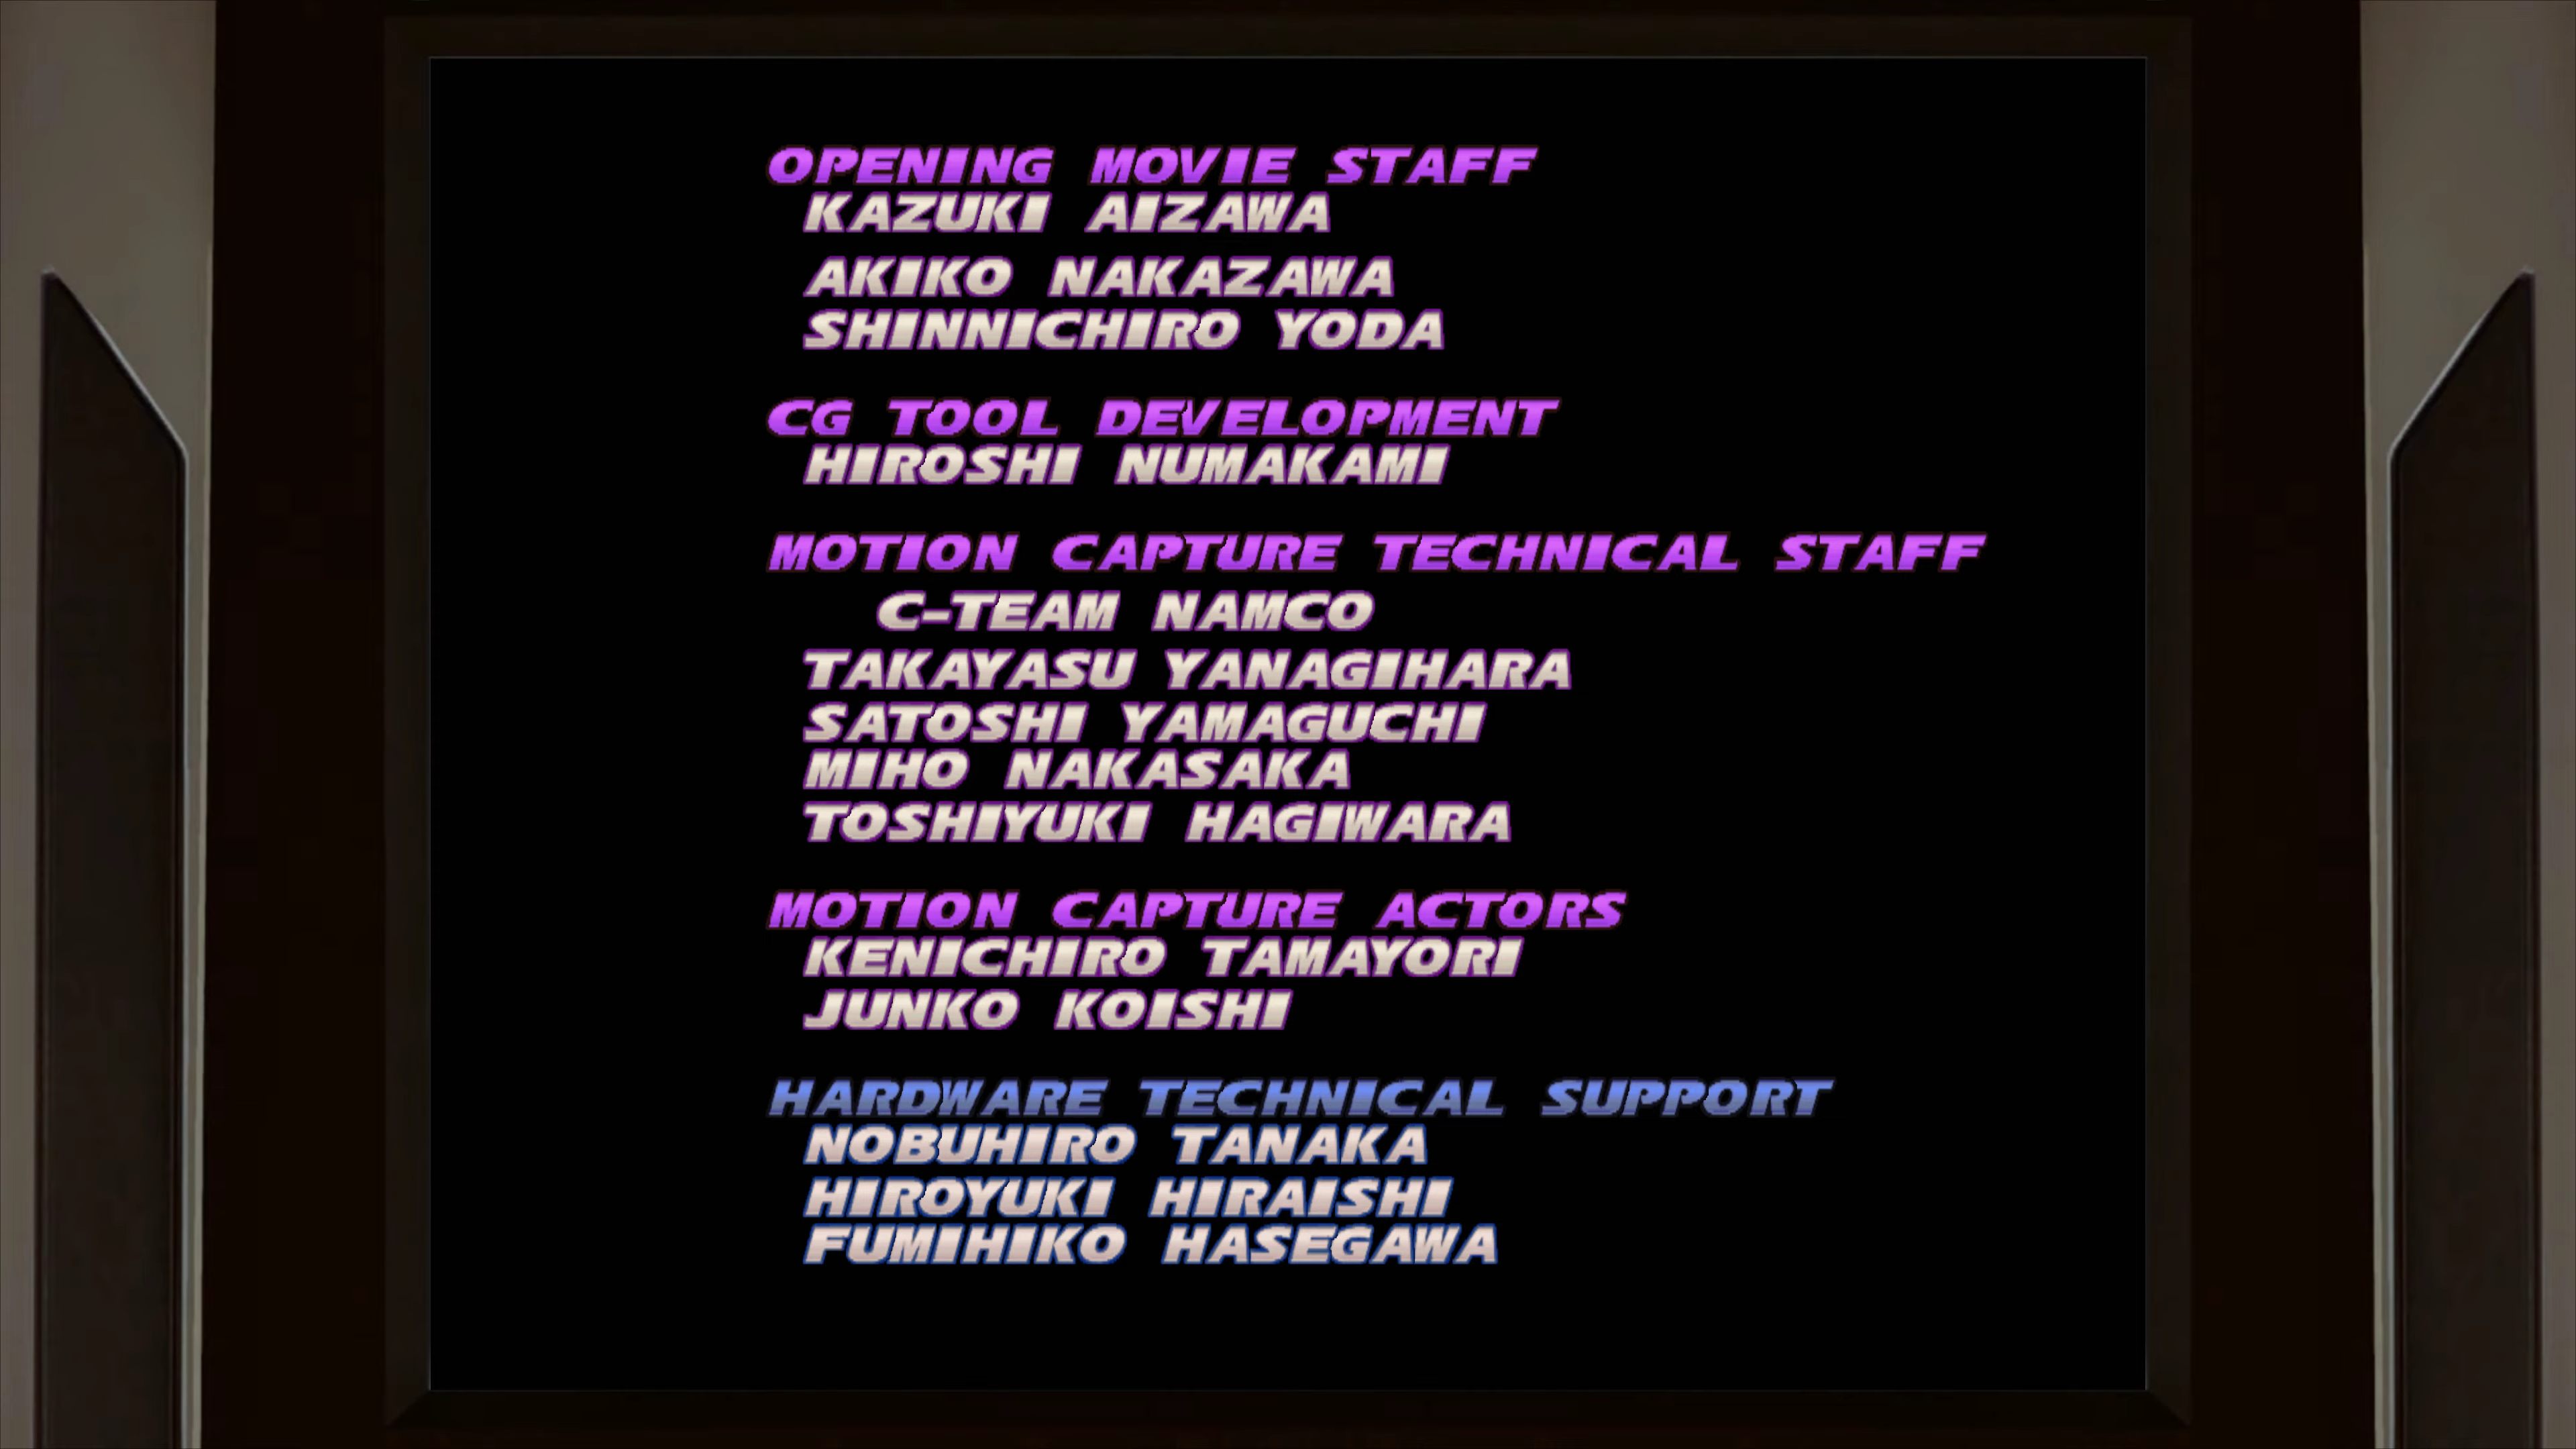 OPENING MOVIE STAFF
KAZUKI AIZAWA
AKIKO NAKAZAWA
SHINNICHIRO YODA
CG TOOL DEVELOPMENT
HIROSHI NUMAKAMI
MOTION CAPTURE TECHNICAL STAFF
C-TEAM NAMCO
TAKAYASU YANAGIHARA
SATOSHI YAMAGUCHI
MIHO NAKASAKA
TOSHIYUKI HAGIWARA
MOTION CAPTURE ACTORS
KENICHIRO TAMAYORI
JUNKO KOISHI
HARDWARE TECHNICAL SUPPORT
NOBUHIRO TANAKA
HIROYUKI HIRAISHI
FUMIHIKO HASEGAWA